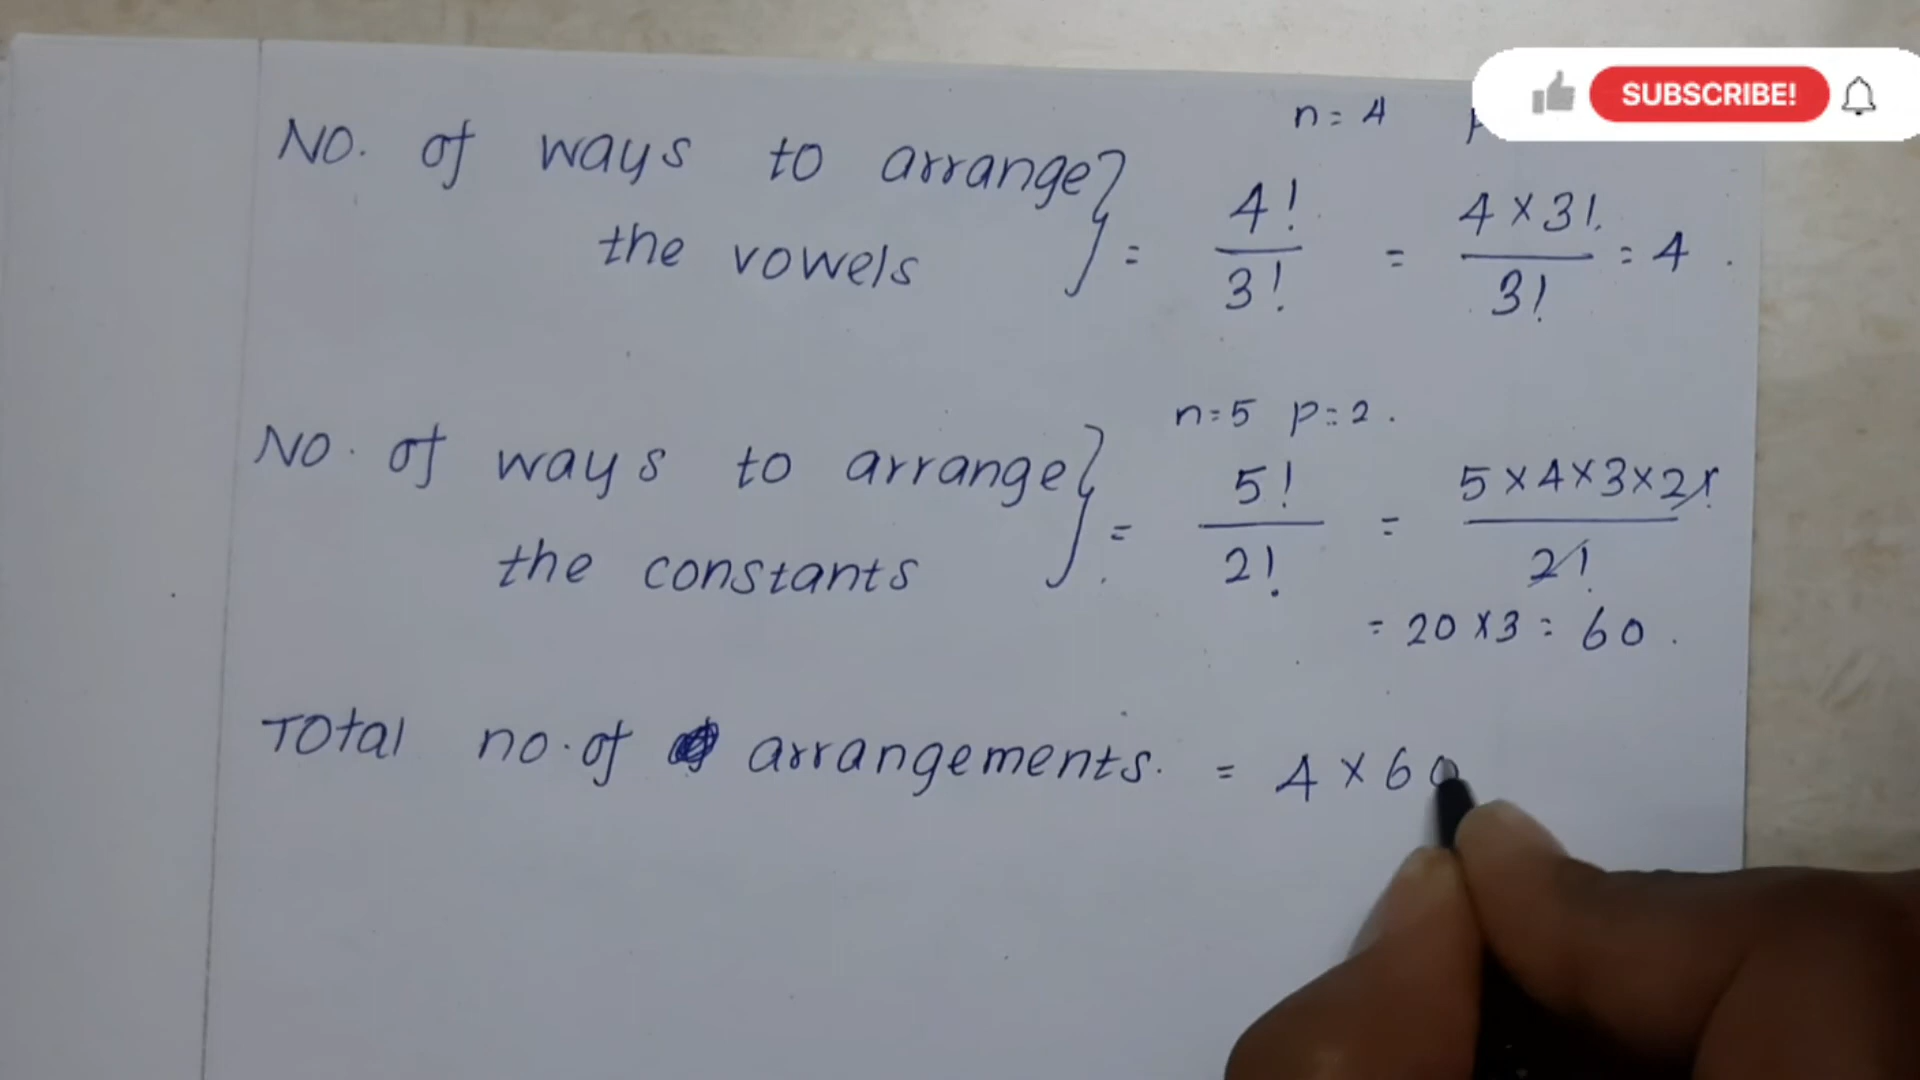 SUBSCRIBE!
n = 4
No. of ways to arrange } = 4! / 3! = 4 × 3! / 3! = 4 .
the vowels
n = 5 p = 2 .
No. of ways to arrange } = 5! / 2! = 5 × 4 × 3 × 2! / 2!
the constants
= 20 × 3 = 60 .
Total no. of arrangements. = 4 × 60